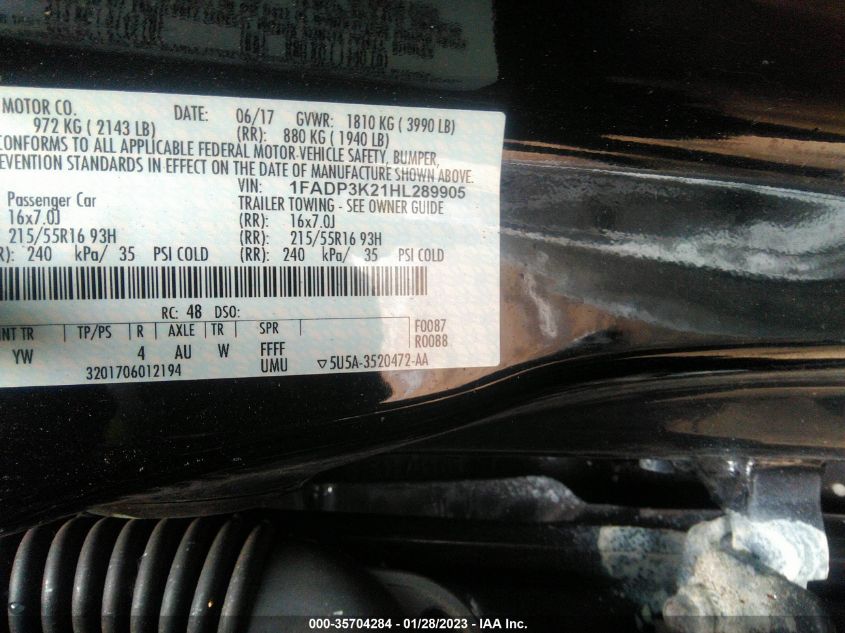 MOTOR CO. DATE: 06/17 GVWR: 1810 KG ( 3990 LB)
972 KG ( 2143 LB) (RR): 880 KG ( 1940 LB)
CONFORMS TO ALL APPLICABLE FEDERAL MOTOR VEHICLE SAFETY, BUMPER,
EVENTION STANDARDS IN EFFECT ON THE DATE OF MANUFACTURE SHOWN ABOVE.
VIN: 1FADP3K21HL289905
Passenger Car TRAILER TOWING - SEE OWNER GUIDE
16x7.0J (RR): 16x7.0J
215/55R16 93H (RR): 215/55R16 93H
R): 240 kPa/ 35 PSI COLD (RR): 240 kPa/ 35 PSI COLD
RC: 48 DSO:
INT TR TP/PS R AXLE TR SPR F0087
R0088
YW 4 AU W FFFF
3201706012194 UMU ▽5U5A-3520472-AA
000-35704284 - 01/28/2023 - IAA Inc.